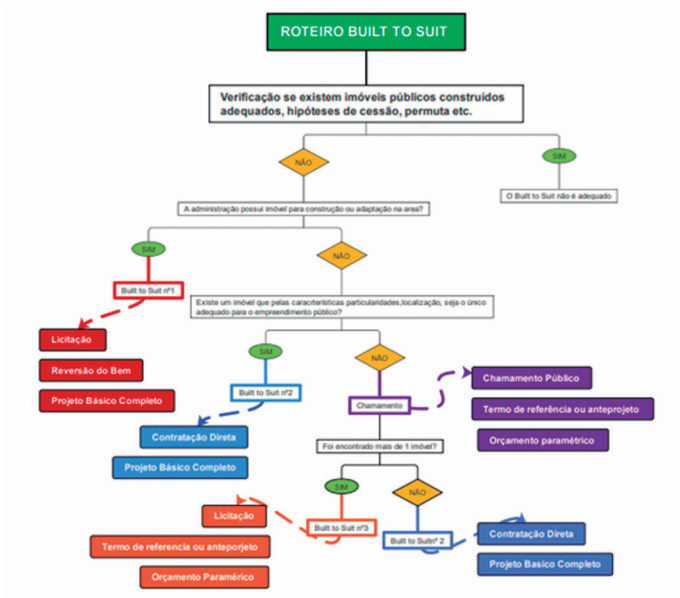 ROTEIRO BUILT TO SUIT
Verificação se existem imóveis públicos construídos
adequados, hipóteses de cessão, permuta etc.
NÃO
SIM
A administração possui imóvel para construção ou adaptação na area?
O Built to Suit não é adequado
SIM
NÃO
Built to Suit nº1
Existe um imóvel que pelas características particularidades,localização, seja o único
adequado para o empreendimento público?
Licitação
Reversão do Bem
Projeto Básico Completo
SIM
NÃO
Built to Suit nº2
Chamamento
Chamamento Público
Termo de referência ou anteprojeto
Orçamento paramétrico
Contratação Direta
Projeto Básico Completo
Foi encontrado mais de 1 imóvel?
SIM
NÃO
Licitação
Termo de referencia ou anteporjeto
Orçamento Paramérico
Built to Suit nº3
Built to Suitnº 2
Contratação Direta
Projeto Basico Completo